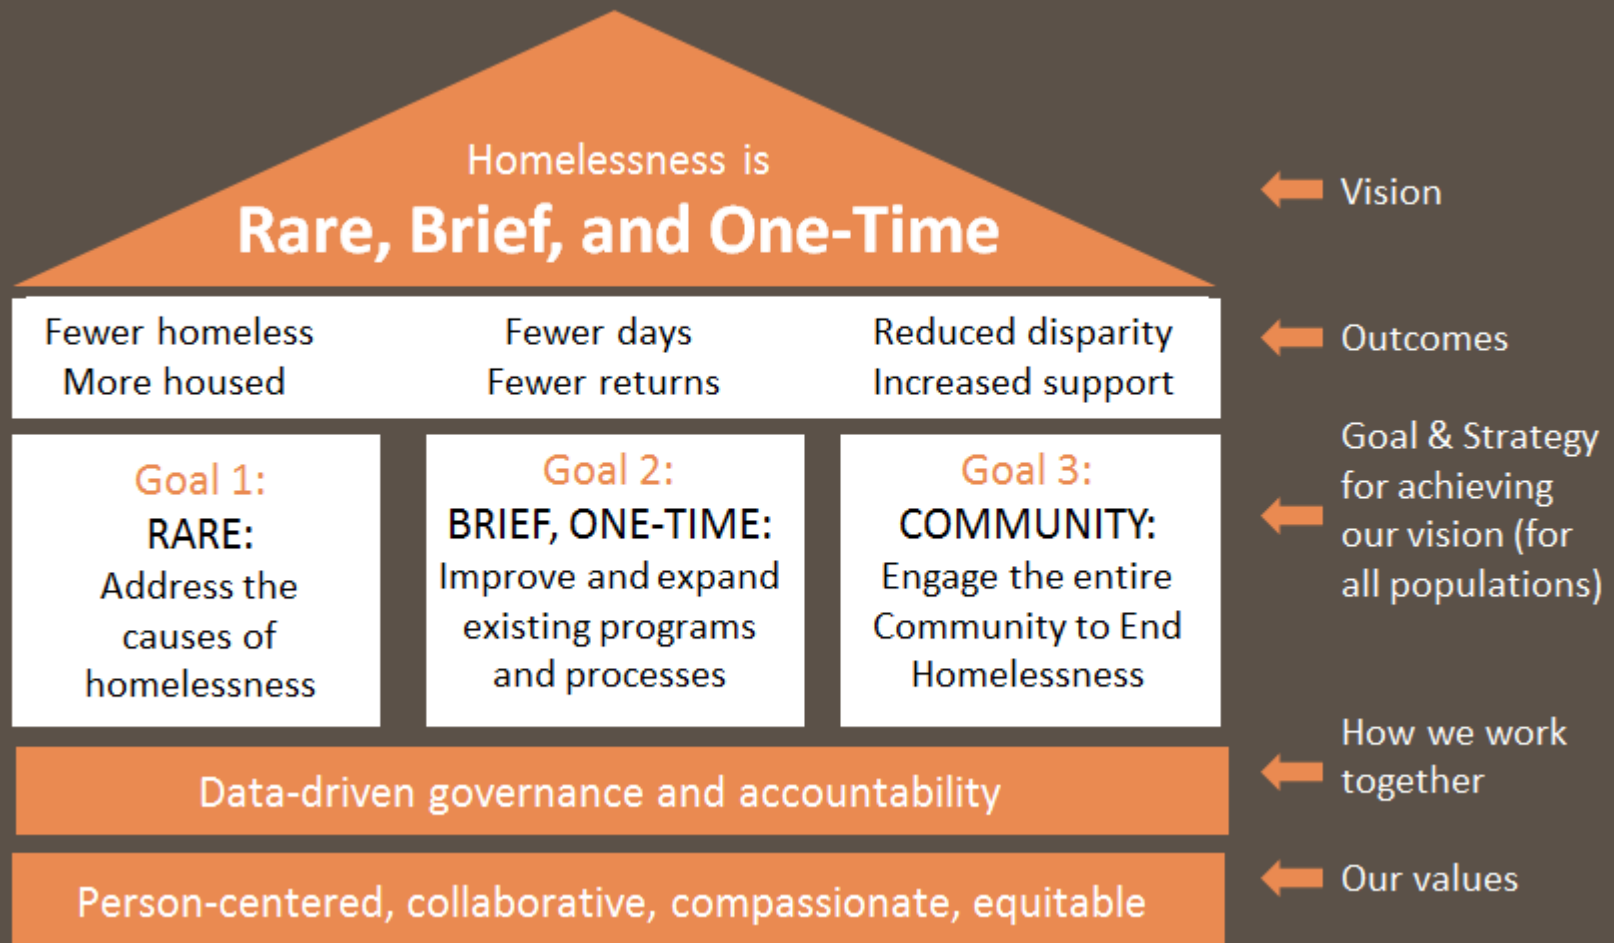 Homelessness is
Rare, Brief, and One-Time
Vision
Fewer homeless
More housed
Fewer days
Fewer returns
Reduced disparity
Increased support
Outcomes
Goal 1:
RARE:
Address the
causes of
homelessness
Goal 2:
BRIEF, ONE-TIME:
Improve and expand
existing programs
and processes
Goal 3:
COMMUNITY:
Engage the entire
Community to End
Homelessness
Goal & Strategy
for achieving
our vision (for
all populations)
Data-driven governance and accountability
How we work
together
Person-centered, collaborative, compassionate, equitable
Our values